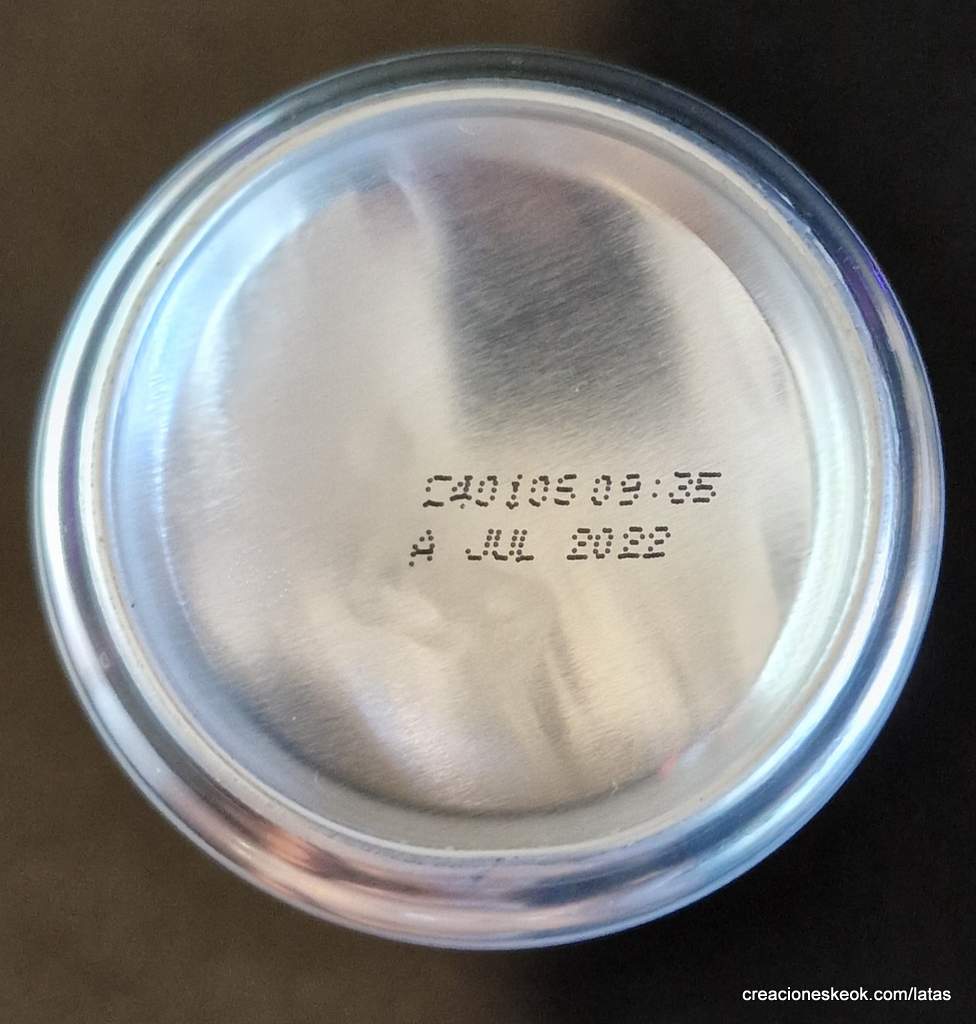 C40105 09:35
A JUL 2022
creacioneskeok.com/latas